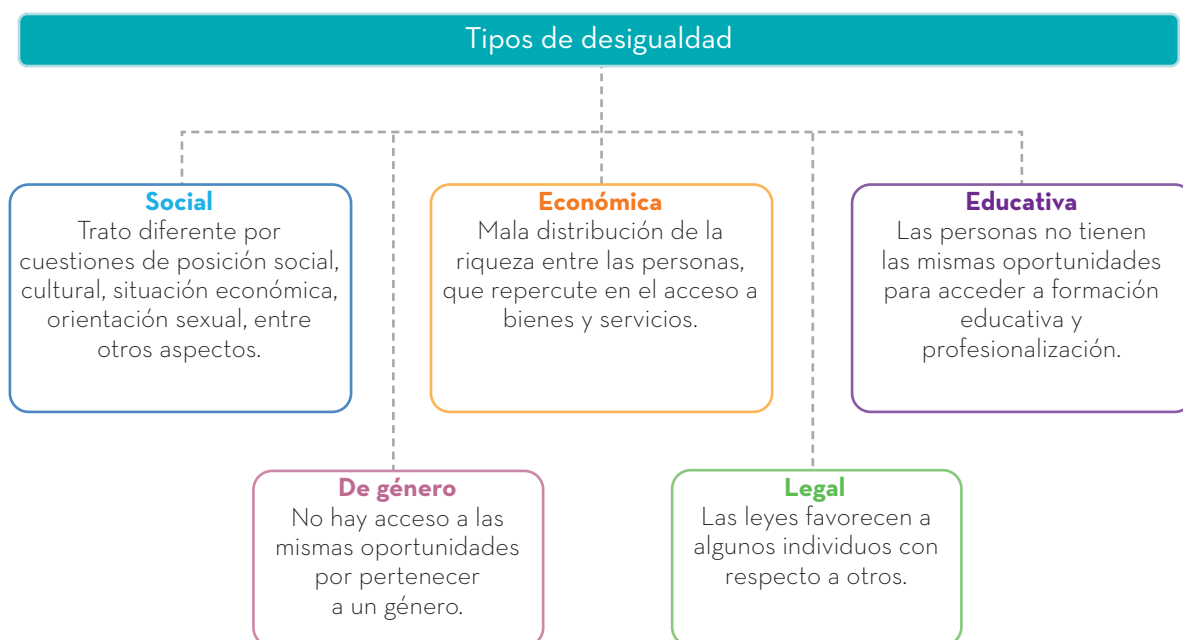 Tipos de desigualdad
Social
Trato diferente por
cuestiones de posición social,
cultural, situación económica,
orientación sexual, entre
otros aspectos.
Económica
Mala distribución de la
riqueza entre las personas,
que repercute en el acceso a
bienes y servicios.
Educativa
Las personas no tienen
las mismas oportunidades
para acceder a formación
educativa y
profesionalización.
De género
No hay acceso a las
mismas oportunidades
por pertenecer
a un género.
Legal
Las leyes favorecen a
algunos individuos con
respecto a otros.